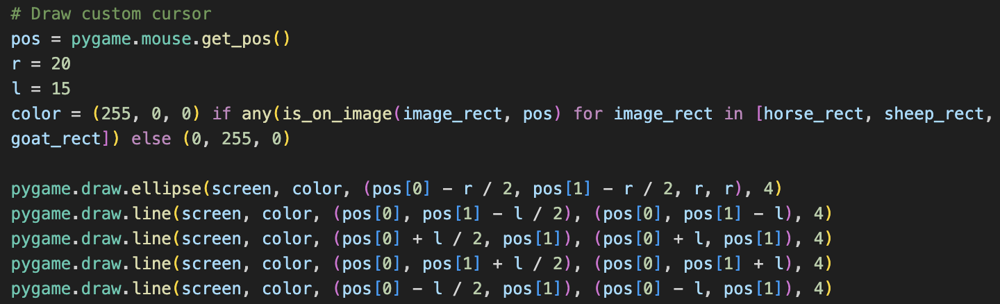 # Draw custom cursor
pos = pygame.mouse.get_pos()
r = 20
l = 15
color = (255, 0, 0) if any(is_on_image(image_rect, pos) for image_rect in [horse_rect, sheep_rect,
goat_rect]) else (0, 255, 0)

pygame.draw.ellipse(screen, color, (pos[0] - r / 2, pos[1] - r / 2, r, r), 4)
pygame.draw.line(screen, color, (pos[0], pos[1] - l / 2), (pos[0], pos[1] - l), 4)
pygame.draw.line(screen, color, (pos[0] + l / 2, pos[1]), (pos[0] + l, pos[1]), 4)
pygame.draw.line(screen, color, (pos[0], pos[1] + l / 2), (pos[0], pos[1] + l), 4)
pygame.draw.line(screen, color, (pos[0] - l / 2, pos[1]), (pos[0] - l, pos[1]), 4)